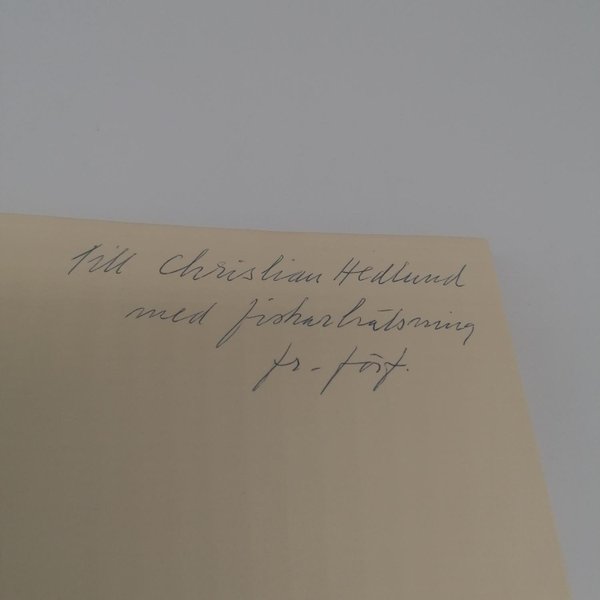 Till Christian Hedlund
med fiskarhälsning
fr. förf.